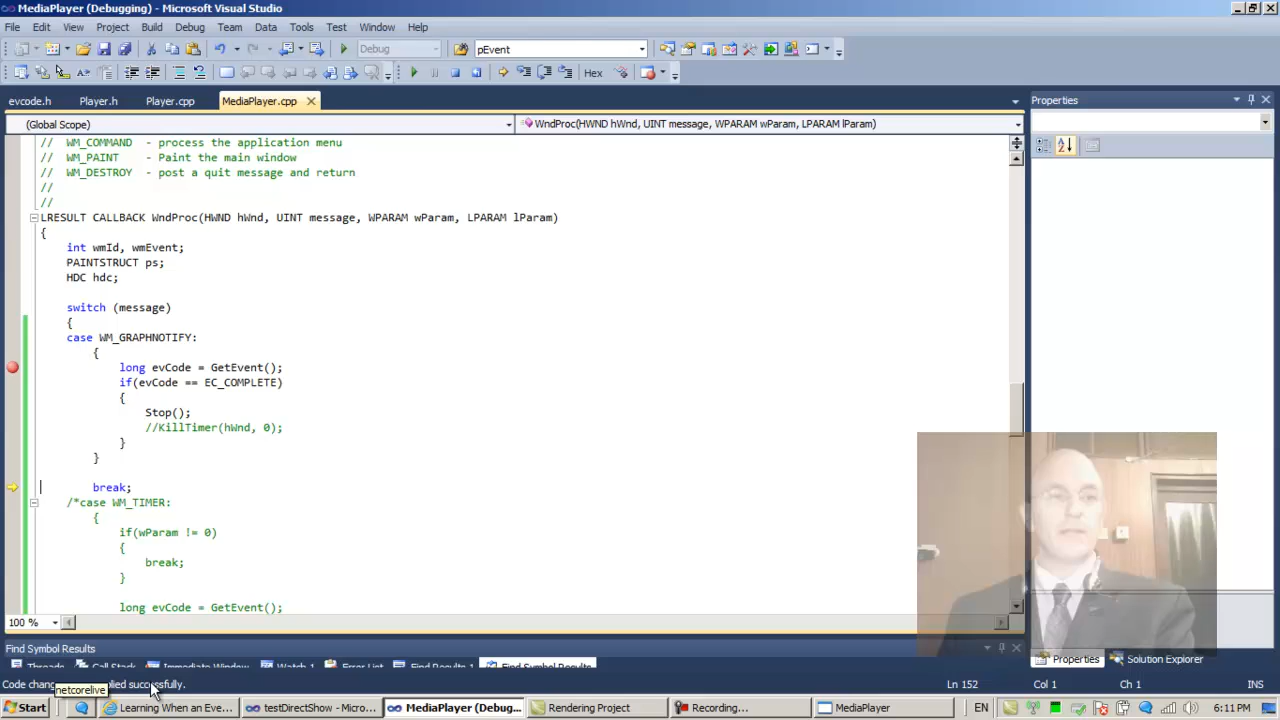 MediaPlayer (Debugging) - Microsoft Visual Studio
File Edit View Project Build Debug Team Data Tools Test Window Help
Debug pEvent
Hex
evcode.h Player.h Player.cpp MediaPlayer.cpp
Properties
(Global Scope) WndProc(HWND hWnd, UINT message, WPARAM wParam, LPARAM lParam)
// WM_COMMAND - process the application menu
// WM_PAINT - Paint the main window
// WM_DESTROY - post a quit message and return
//
//
LRESULT CALLBACK WndProc(HWND hWnd, UINT message, WPARAM wParam, LPARAM lParam)
{
int wmId, wmEvent;
PAINTSTRUCT ps;
HDC hdc;
switch (message)
{
case WM_GRAPHNOTIFY:
{
long evCode = GetEvent();
if(evCode == EC_COMPLETE)
{
Stop();
//KillTimer(hWnd, 0);
}
}
break;
/*case WM_TIMER:
{
if(wParam != 0)
{
break;
}
long evCode = GetEvent();
100 %
Find Symbol Results
Threads Call Stack Immediate Window Watch 1 Error List Find Results 1 Find Symbol Results
Properties Solution Explorer
Code successfully. Ln 152 Col 1 Ch 1 INS
netcorelive
Start Learning When an Eve... testDirectShow - Micro... MediaPlayer (Debug... Rendering Project Recording... MediaPlayer EN 6:11 PM